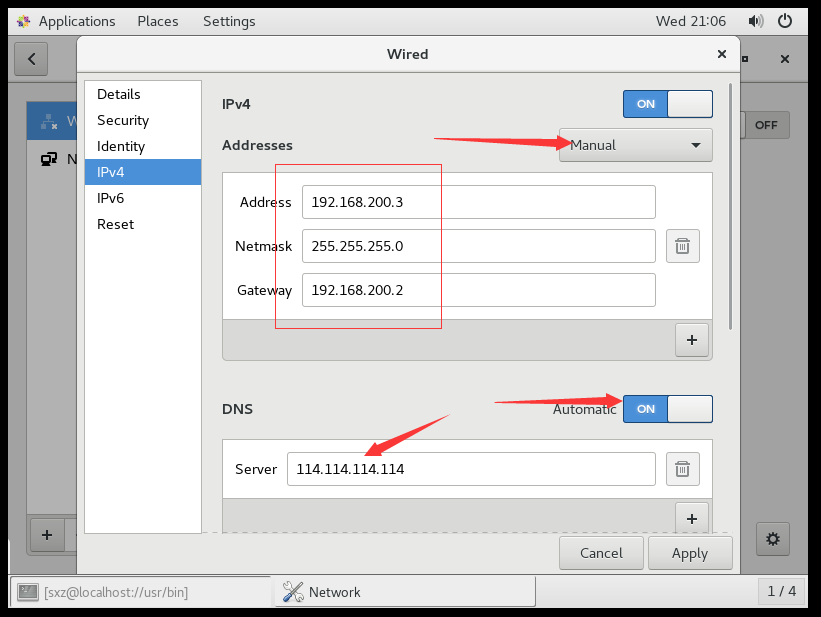 Applications Places Settings Wed 21:06
Wired
Details
Security
Identity
IPv4
IPv6
Reset
W
N
IPv4 ON
OFF
Addresses Manual
Address 192.168.200.3
Netmask 255.255.255.0
Gateway 192.168.200.2
+
DNS Automatic ON
Server 114.114.114.114
+
+
Cancel Apply
[sxz@localhost://usr/bin] Network 1 / 4